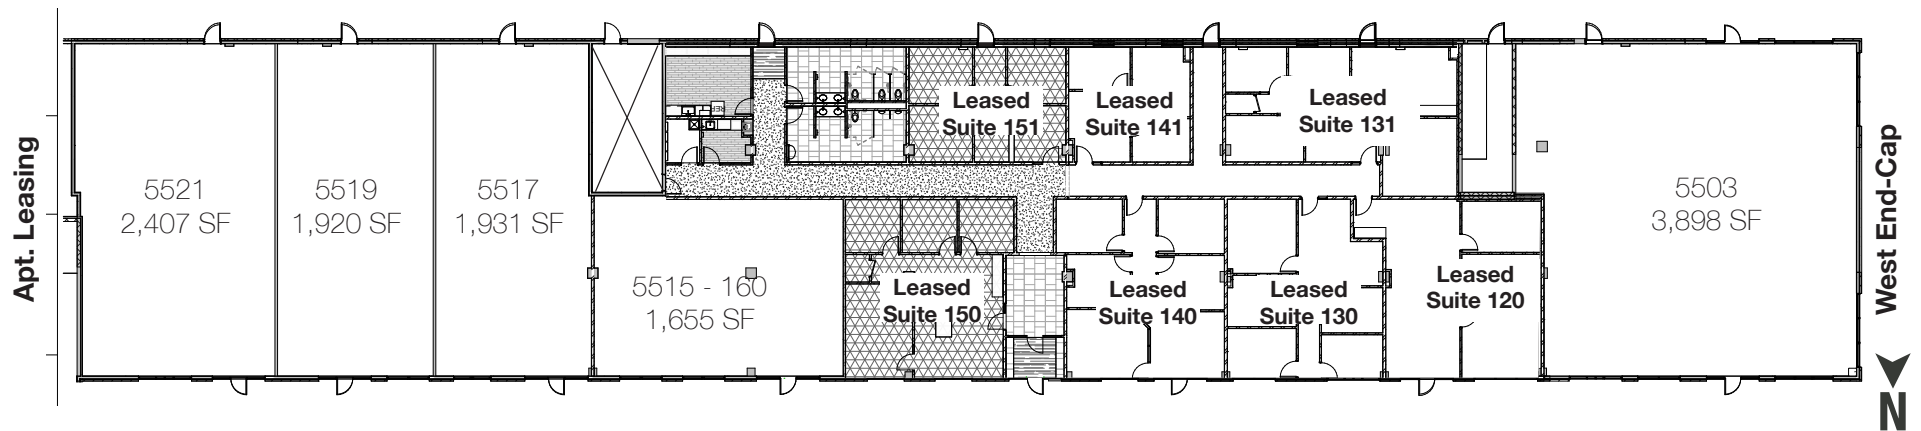 Apt. Leasing
5521
2,407 SF
5519
1,920 SF
5517
1,931 SF
REF
5515 - 160
1,655 SF
Leased
Suite 151
Leased
Suite 141
Leased
Suite 131
Leased
Suite 150
Leased
Suite 140
Leased
Suite 130
Leased
Suite 120
5503
3,898 SF
West End-Cap
N